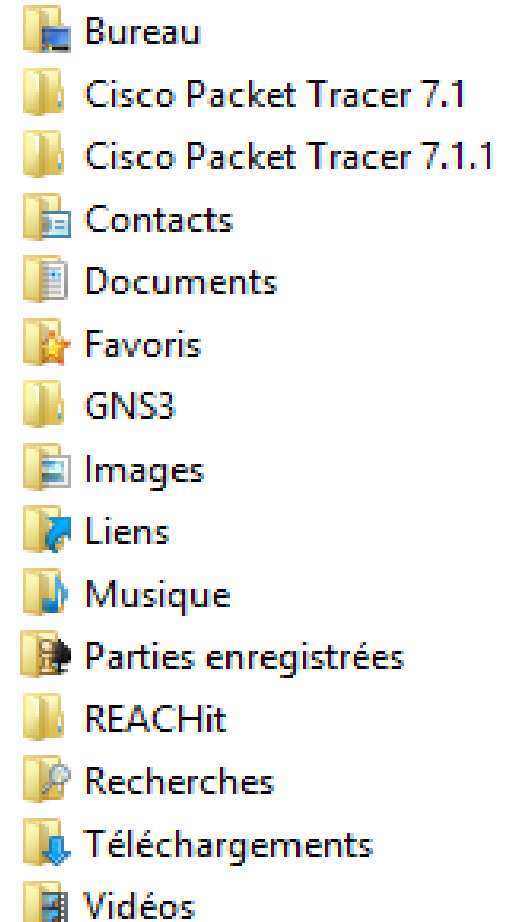 Bureau
Cisco Packet Tracer 7.1
Cisco Packet Tracer 7.1.1
Contacts
Documents
Favoris
GNS3
Images
Liens
Musique
Parties enregistrées
REACHit
Recherches
Téléchargements
Vidéos